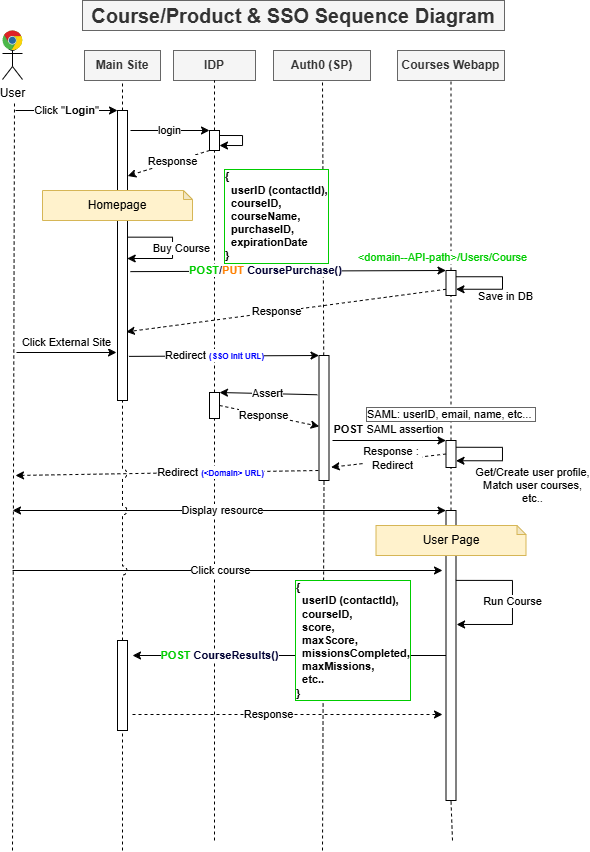 Course/Product & SSO Sequence Diagram
Main Site
IDP
Auth0 (SP)
Courses Webapp
User
Click "Login"
login
Response
{
userID (contactId),
courseID,
courseName,
purchaseID,
expirationDate
}
Homepage
Buy Course
<domain--API-path>/Users/Course
POST/PUT CoursePurchase()
Save in DB
Response
Click External Site
Redirect (SSO Init URL)
Assert
Response
SAML: userID, email, name, etc...
POST SAML assertion
Response :
Redirect
Redirect (<Domain> URL)
Get/Create user profile,
Match user courses,
etc..
Display resource
User Page
Click course
Run Course
{
userID (contactId),
courseID,
score,
maxScore,
missionsCompleted,
maxMissions,
etc..
}
POST CourseResults()
Response